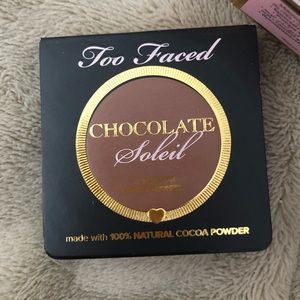 Too Faced
CHOCOLATE
Soleil
made with 100% NATURAL COCOA POWDER